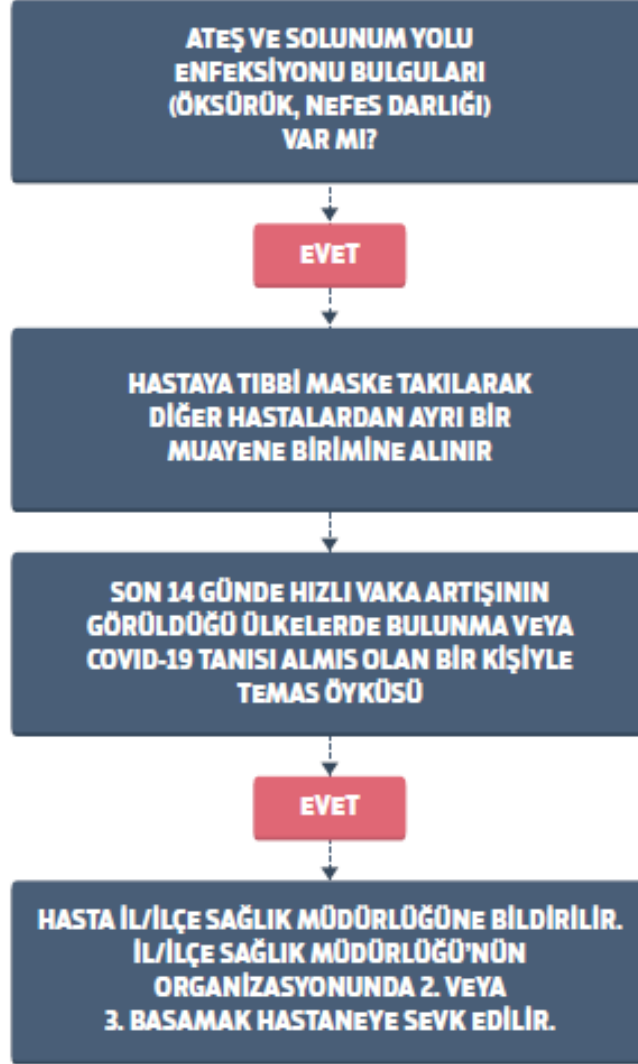 ATEŞ VE SOLUNUM YOLU
ENFEKSİYONU BULGULARI
(ÖKSÜRÜK, NEFES DARLIĞI)
VAR MI?
EVET
HASTAYA TIBBİ MASKE TAKILARAK
DİĞER HASTALARDAN AYRI BİR
MUAYENE BİRİMİNE ALINIR
SON 14 GÜNDE HIZLI VAKA ARTIŞININ
GÖRÜLDÜĞÜ ÜLKELERDE BULUNMA VEYA
COVID-19 TANISI ALMIS OLAN BİR KİŞİYLE
TEMAS ÖYKÜSÜ
EVET
HASTA İL/İLÇE SAĞLIK MÜDÜRLÜĞÜNE BİLDİRİLİR.
İL/İLÇE SAĞLIK MÜDÜRLÜĞÜ'NÜN
ORGANİZASYONUNDA 2. VEYA
3. BASAMAK HASTANEYE SEVK EDİLİR.